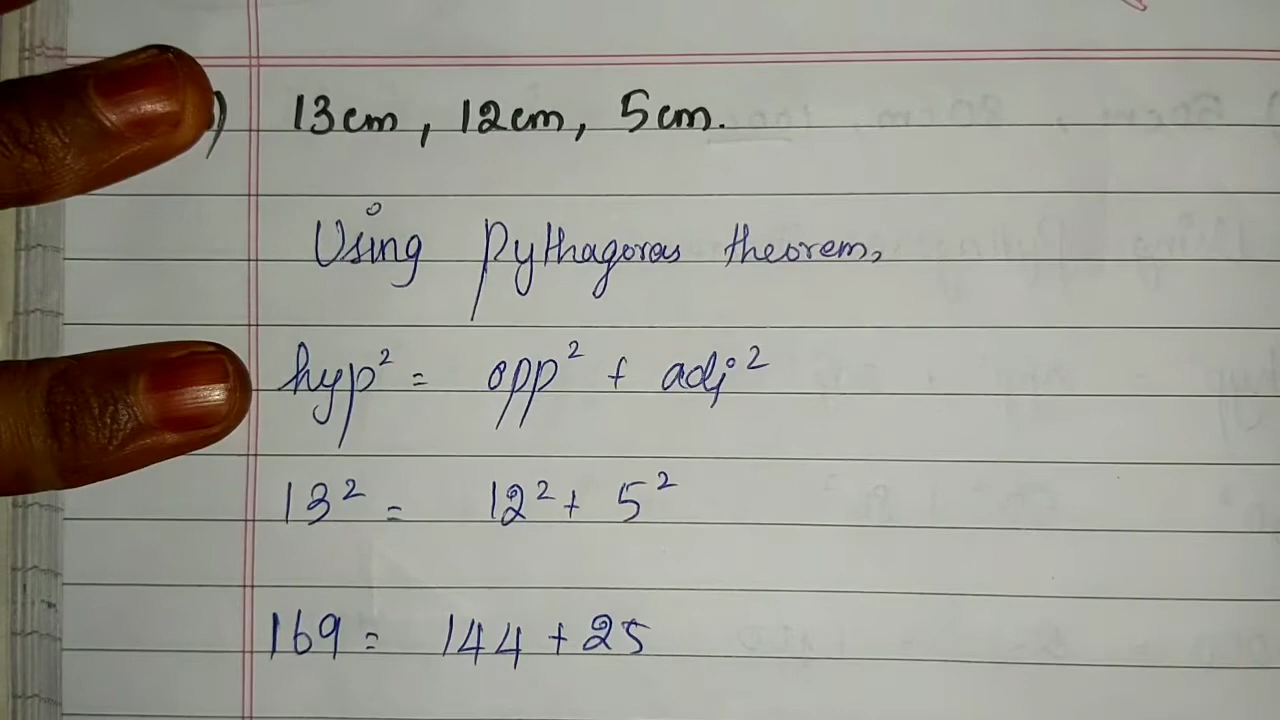 ) 13cm, 12cm, 5cm.
Using Pythagoras theorem,
hyp² = opp² + adj²
13² = 12² + 5²
169 = 144 + 25